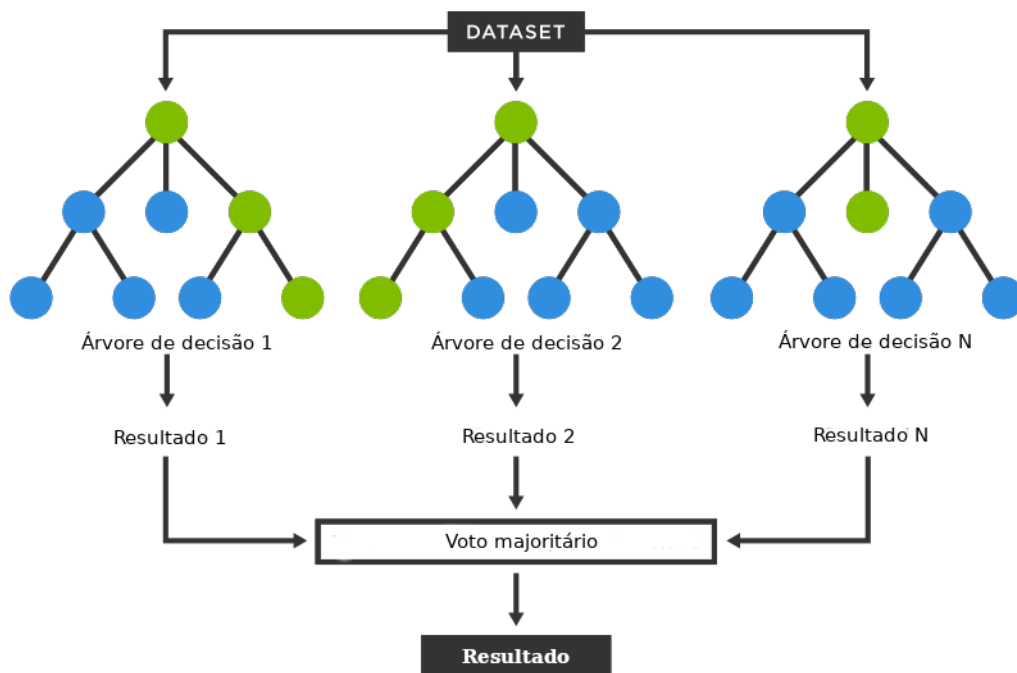 DATASET
Árvore de decisão 1
Árvore de decisão 2
Árvore de decisão N
Resultado 1
Resultado 2
Resultado N
Voto majoritário
Resultado